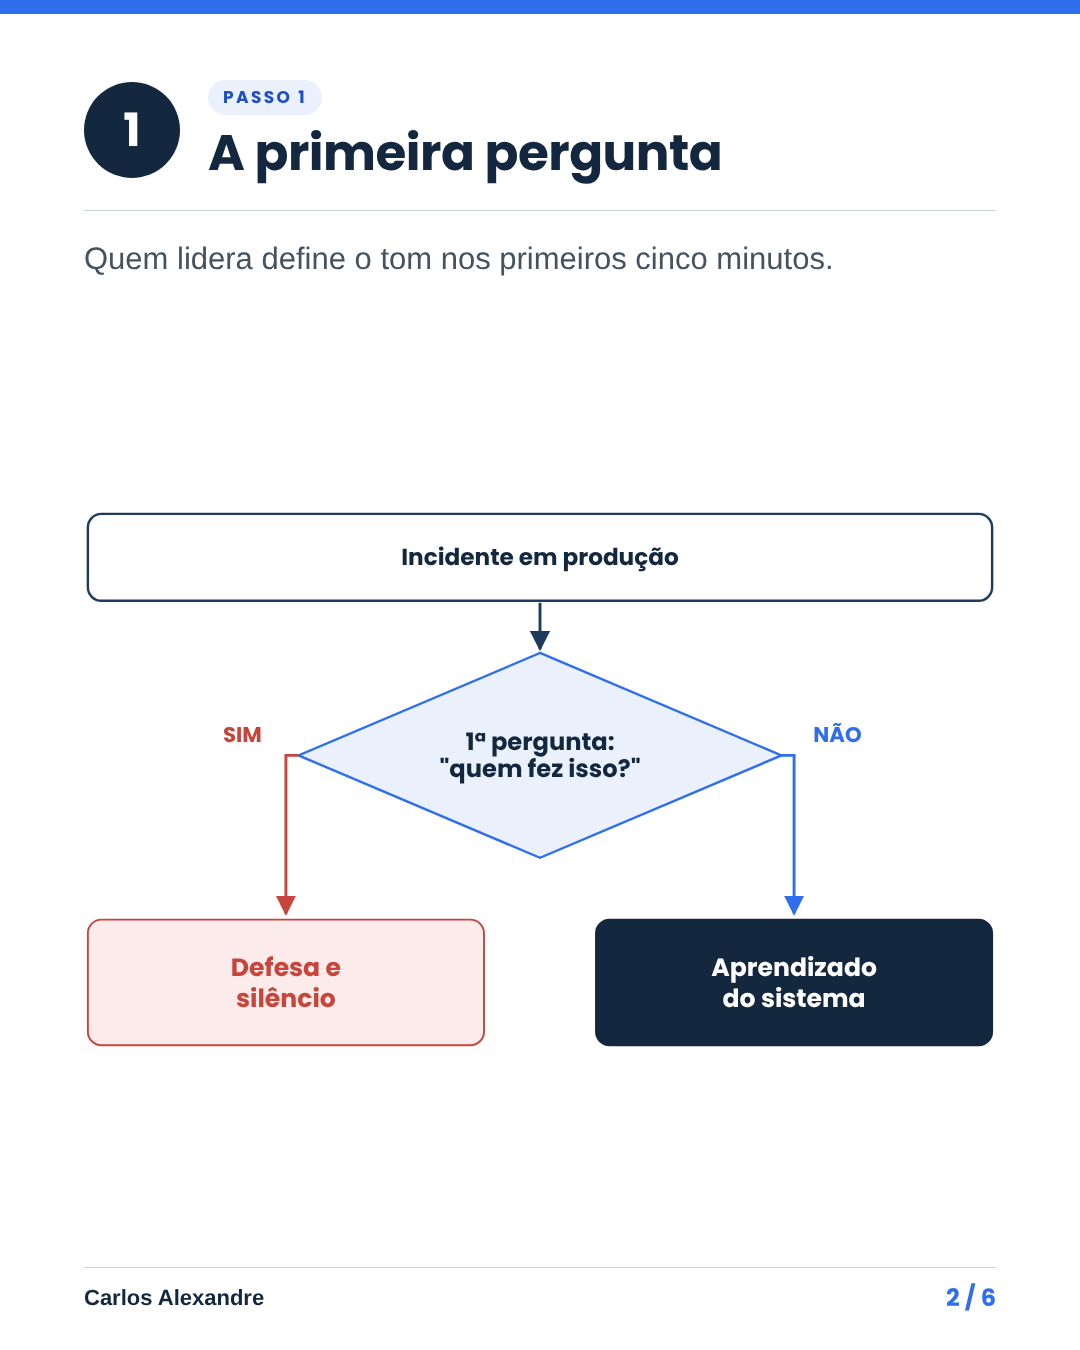 1
PASSO 1
A primeira pergunta
Quem lidera define o tom nos primeiros cinco minutos.
Incidente em produção
SIM
NÃO
1ª pergunta:
"quem fez isso?"
Defesa e
silêncio
Aprendizado
do sistema
Carlos Alexandre
2 / 6